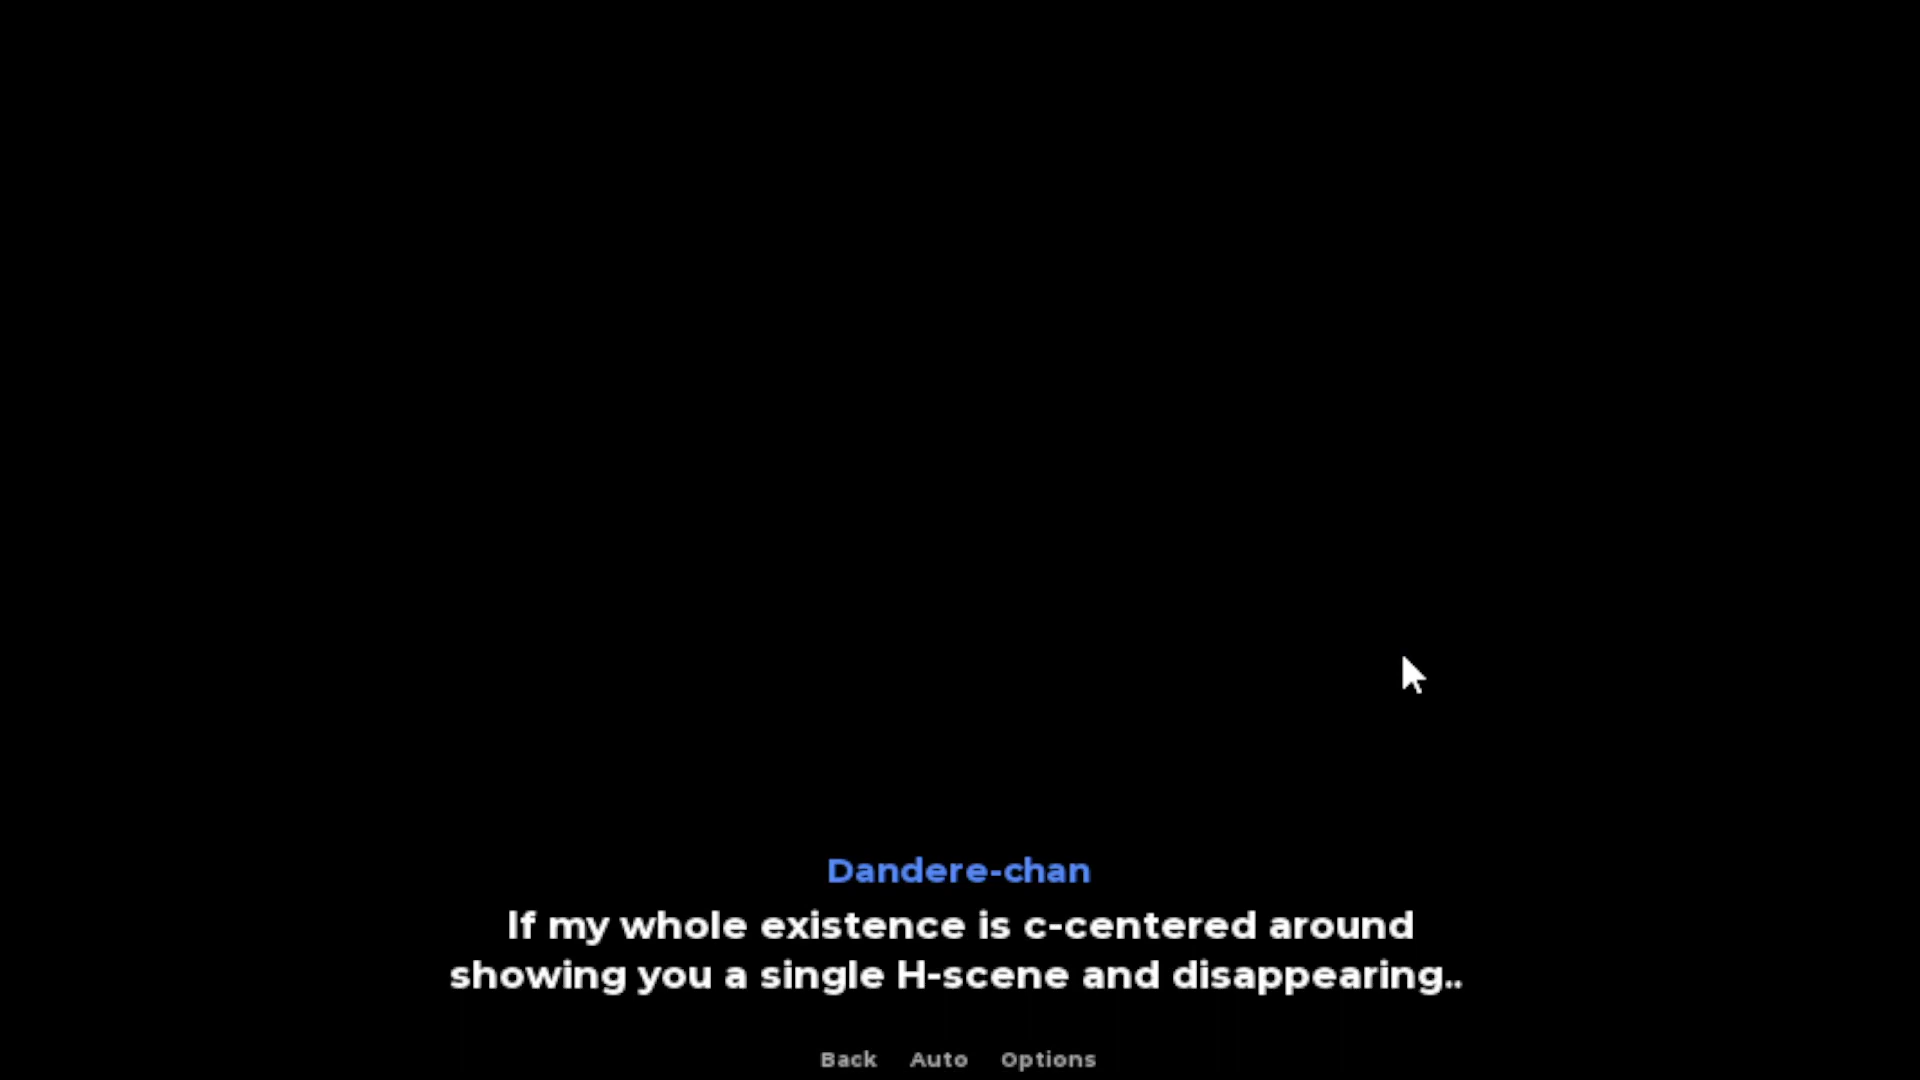 Dandere-chan
If my whole existence is c-centered around
showing you a single H-scene and disappearing..
Back Auto Options